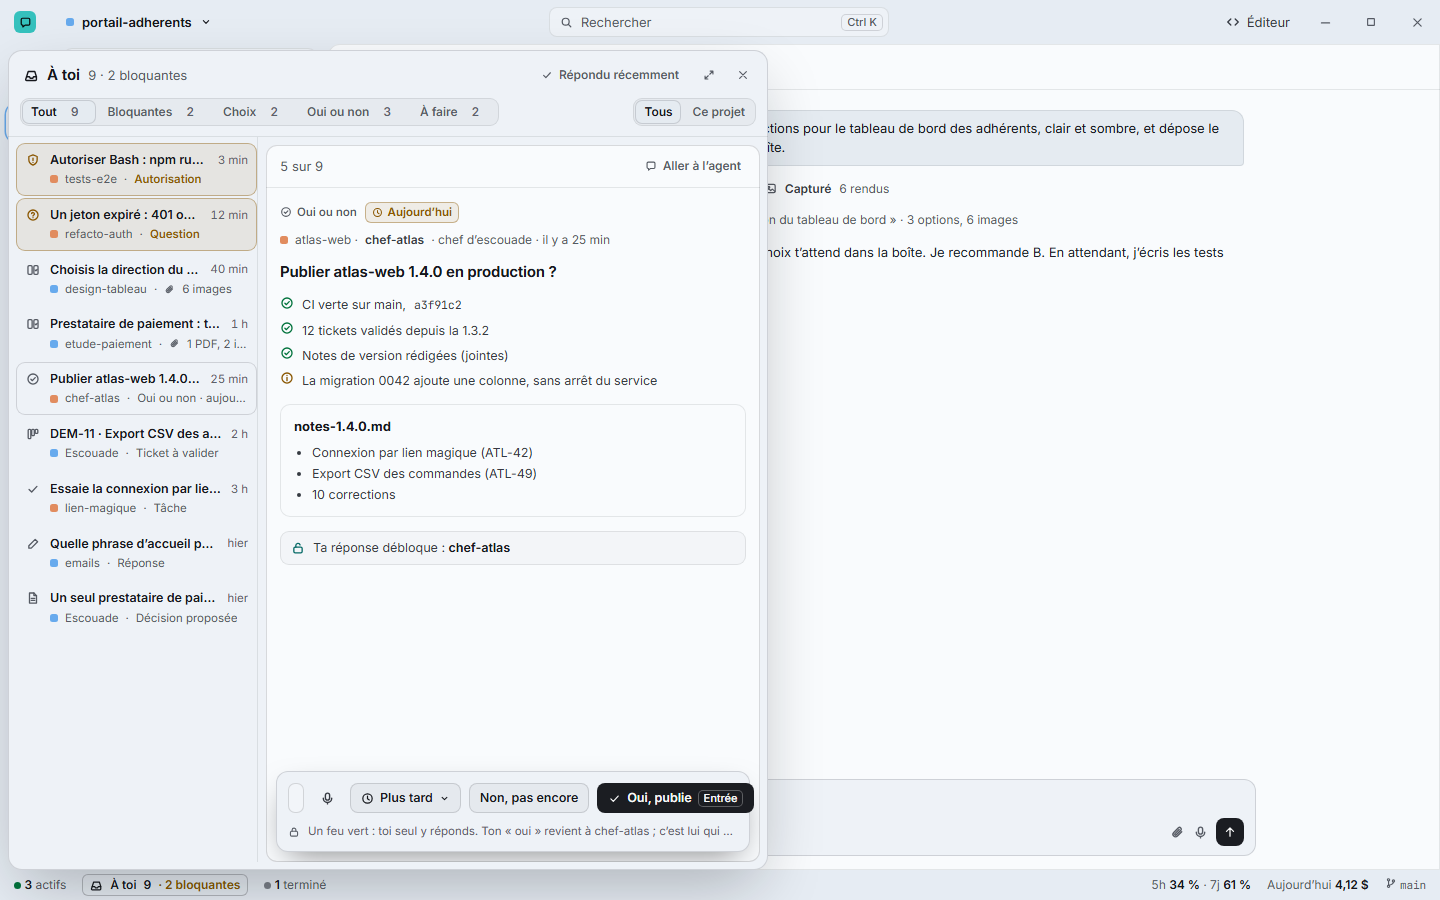 portail-adherents
Rechercher Ctrl K
Éditeur
À toi 9 · 2 bloquantes
Répondu récemment
Tout 9 Bloquantes 2 Choix 2 Oui ou non 3 À faire 2
Tous Ce projet
Autoriser Bash : npm ru... 3 min
tests-e2e · Autorisation
Un jeton expiré : 401 o... 12 min
refacto-auth · Question
Choisis la direction du ... 40 min
design-tableau · 6 images
Prestataire de paiement : t... 1 h
etude-paiement · 1 PDF, 2 i...
Publier atlas-web 1.4.0... 25 min
chef-atlas · Oui ou non · aujou...
DEM-11 · Export CSV des a... 2 h
Escouade · Ticket à valider
Essaie la connexion par lie... 3 h
lien-magique · Tâche
Quelle phrase d’accueil p... hier
emails · Réponse
Un seul prestataire de pai... hier
Escouade · Décision proposée
5 sur 9
Aller à l’agent
Oui ou non Aujourd’hui
atlas-web · chef-atlas · chef d’escouade · il y a 25 min
Publier atlas-web 1.4.0 en production ?
CI verte sur main, a3f91c2
12 tickets validés depuis la 1.3.2
Notes de version rédigées (jointes)
La migration 0042 ajoute une colonne, sans arrêt du service
notes-1.4.0.md
• Connexion par lien magique (ATL-42)
• Export CSV des commandes (ATL-49)
• 10 corrections
Ta réponse débloque : chef-atlas
Plus tard Non, pas encore Oui, publie Entrée
Un feu vert : toi seul y réponds. Ton « oui » revient à chef-atlas ; c’est lui qui ...
ctions pour le tableau de bord des adhérents, clair et sombre, et dépose le
îte.
Capturé 6 rendus
n du tableau de bord » · 3 options, 6 images
hoix t’attend dans la boîte. Je recommande B. En attendant, j’écris les tests
3 actifs
À toi 9 · 2 bloquantes
1 terminé
5h 34 % · 7j 61 % Aujourd’hui 4,12 $ main